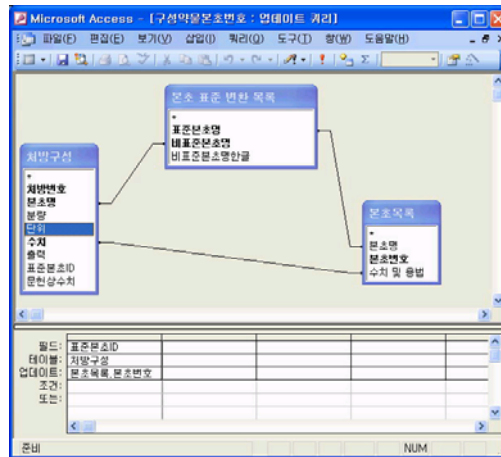 Microsoft Access - [구성약물본초번호 : 업데이트 쿼리]
파일(F) 편집(E) 보기(V) 삽입(I) 쿼리(Q) 도구(T) 창(W) 도움말(H)
본초 표준 변환 목록
*
표준본초명
비표준본초명
비표준본초명한글
처방구성
*
처방번호
본초명
분량
단위
수치
출력
표준본초ID
문헌상수치
본초목록
*
본초명
본초번호
수치 및 용법
필드: 표준본초ID
테이블: 처방구성
업데이트: 본초목록.본초번호
조건:
또는:
준비 NUM